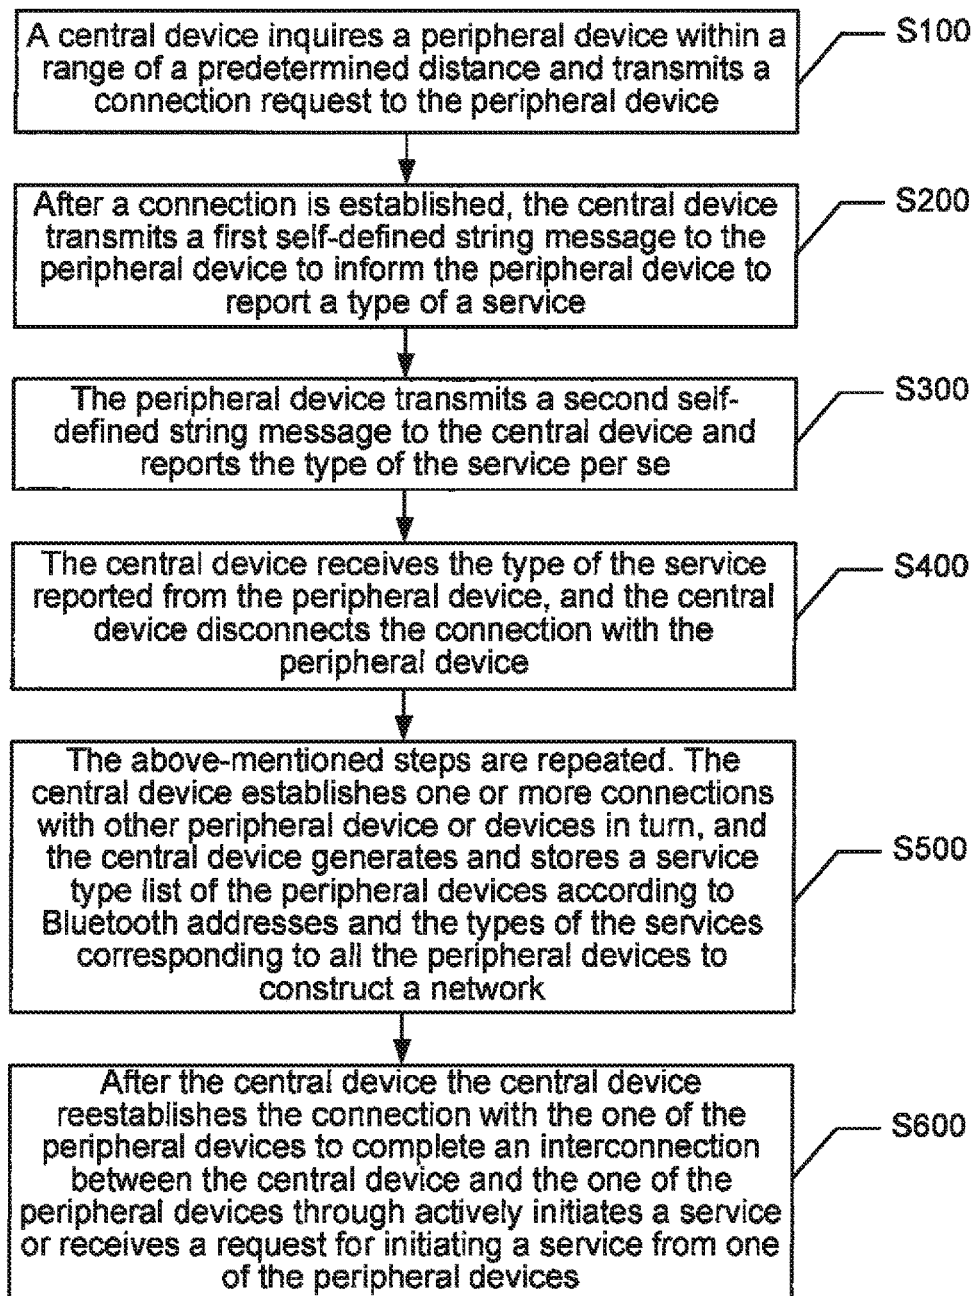 A central device inquires a peripheral device within a
range of a predetermined distance and transmits a
connection request to the peripheral device
S100
After a connection is established, the central device
transmits a first self-defined string message to the
peripheral device to inform the peripheral device to
report a type of a service
S200
The peripheral device transmits a second self-
defined string message to the central device and
reports the type of the service per se
S300
The central device receives the type of the service
reported from the peripheral device, and the central
device disconnects the connection with the
peripheral device
S400
The above-mentioned steps are repeated. The
central device establishes one or more connections
with other peripheral device or devices in turn, and
the central device generates and stores a service
type list of the peripheral devices according to
Bluetooth addresses and the types of the services
corresponding to all the peripheral devices to
construct a network
S500
After the central device the central device
reestablishes the connection with the one of the
peripheral devices to complete an interconnection
between the central device and the one of the
peripheral devices through actively initiates a service
or receives a request for initiating a service from one
of the peripheral devices
S600